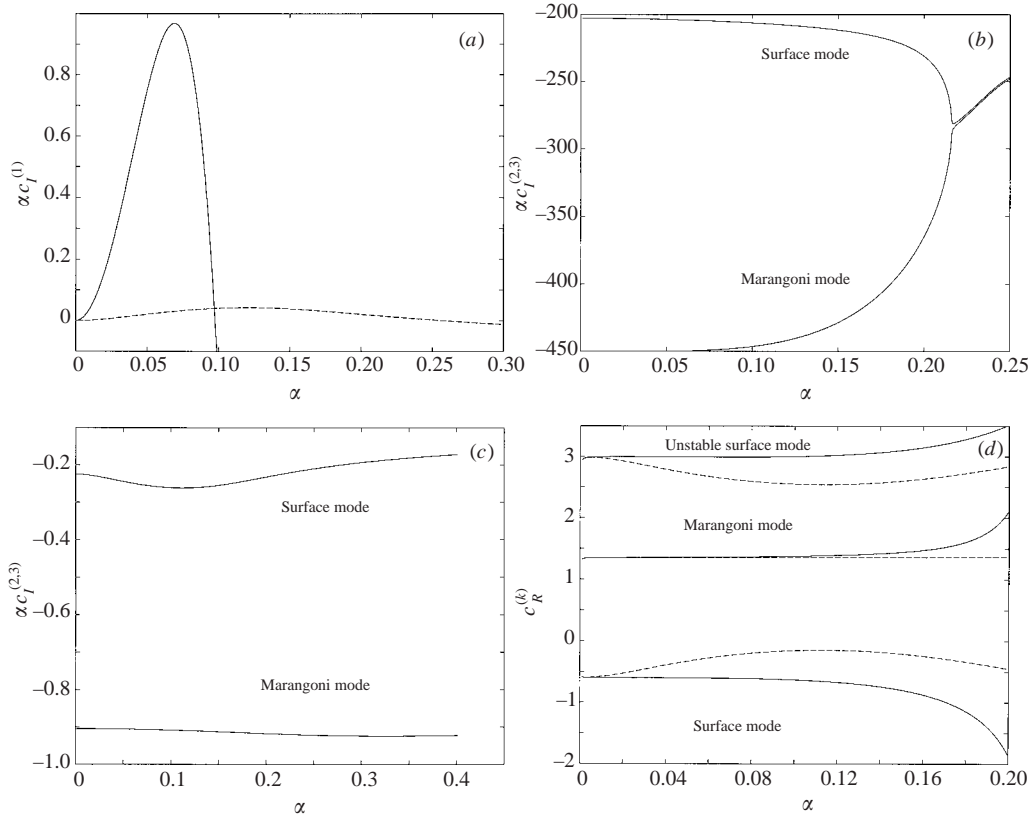 (a)
0.8
0.6
0.4
0.2
0
α c_I^(1)
0 0.05 0.10 0.15 0.20 0.25 0.30
α
(b)
−200
−250
−300
−350
−400
−450
α c_I^(2,3)
Surface mode
Marangoni mode
0 0.05 0.10 0.15 0.20 0.25
α
(c)
−0.2
−0.4
−0.6
−0.8
−1.0
α c_I^(2,3)
Surface mode
Marangoni mode
0 0.1 0.2 0.3 0.4
α
(d)
3
2
1
0
−1
−2
c_R^(k)
Unstable surface mode
Marangoni mode
Surface mode
0 0.04 0.08 0.12 0.16 0.20
α